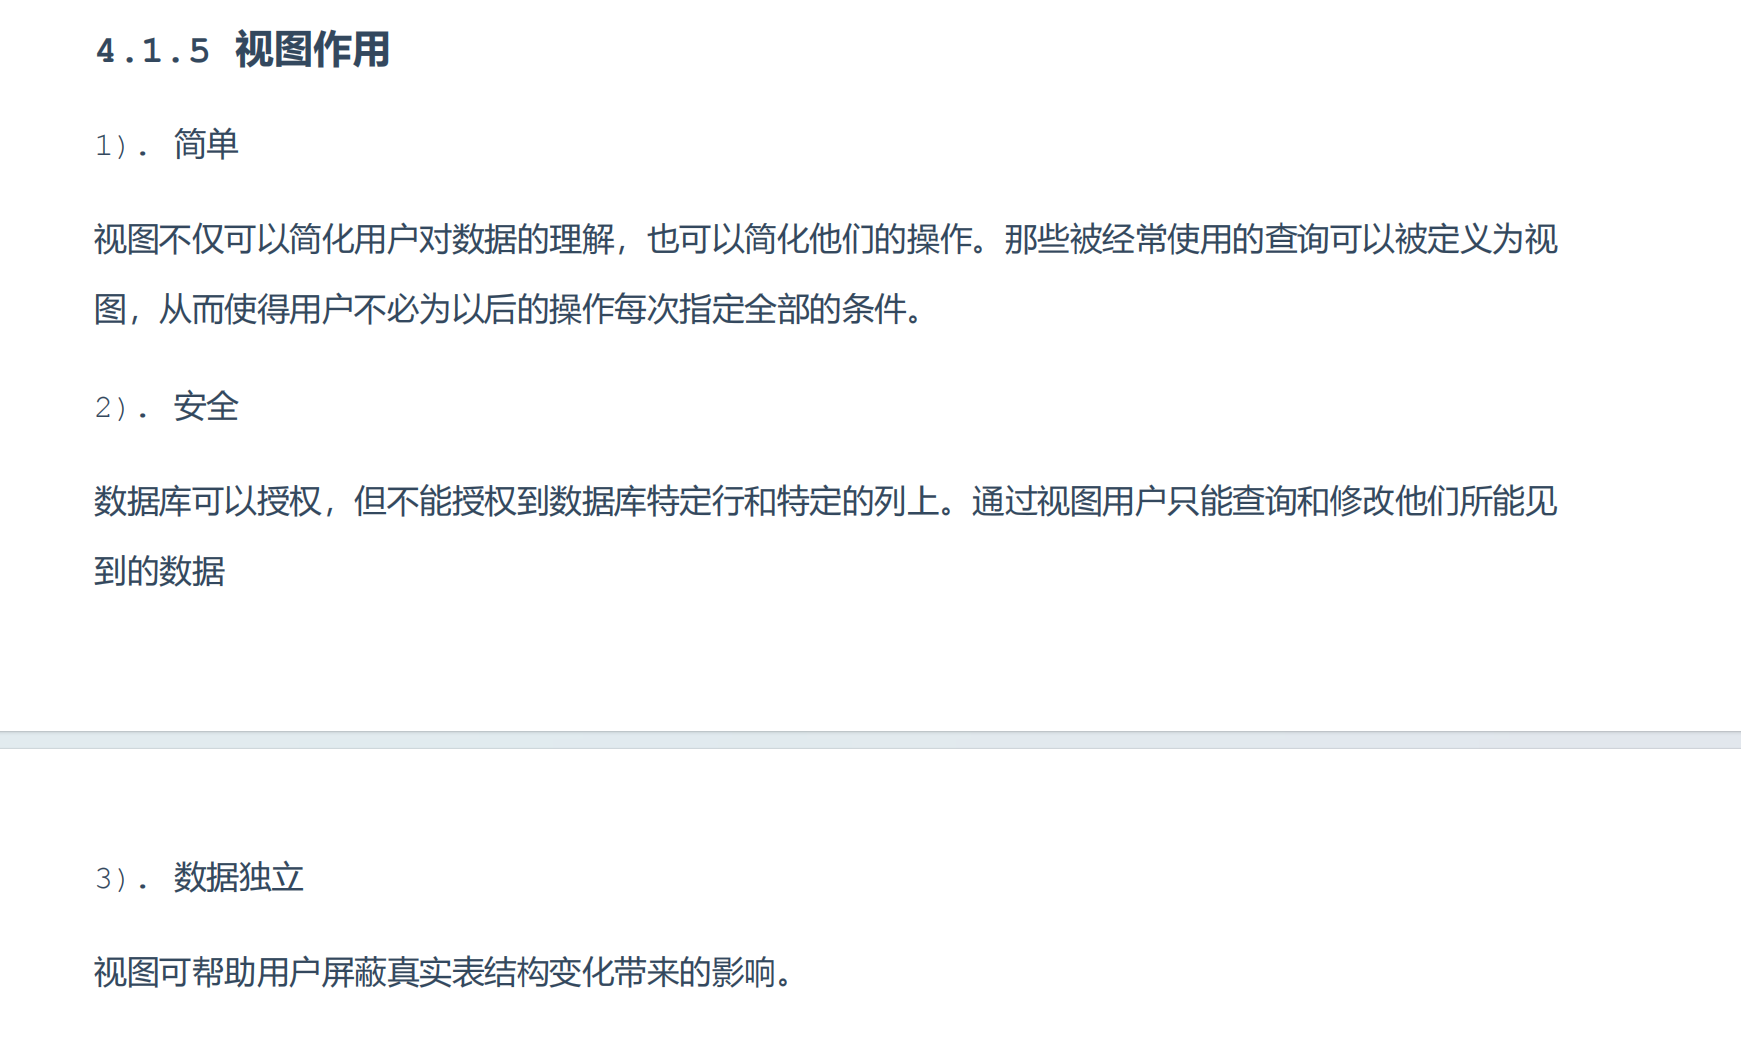 4.1.5 视图作用
1). 简单
视图不仅可以简化用户对数据的理解，也可以简化他们的操作。那些被经常使用的查询可以被定义为视
图，从而使得用户不必为以后的操作每次指定全部的条件。
2). 安全
数据库可以授权，但不能授权到数据库特定行和特定的列上。通过视图用户只能查询和修改他们所能见
到的数据
3). 数据独立
视图可帮助用户屏蔽真实表结构变化带来的影响。